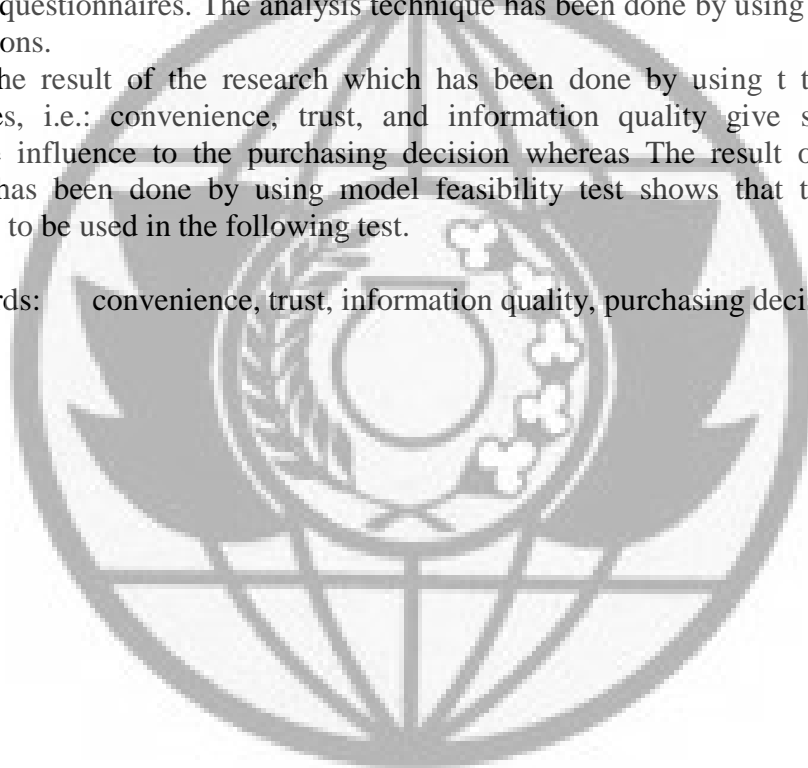 questionnaires. The analysis technique has been done by using
ons.
he result of the research which has been done by using t t
es, i.e.: convenience, trust, and information quality give s
e influence to the purchasing decision whereas The result o
has been done by using model feasibility test shows that t
to be used in the following test.
rds: convenience, trust, information quality, purchasing decis